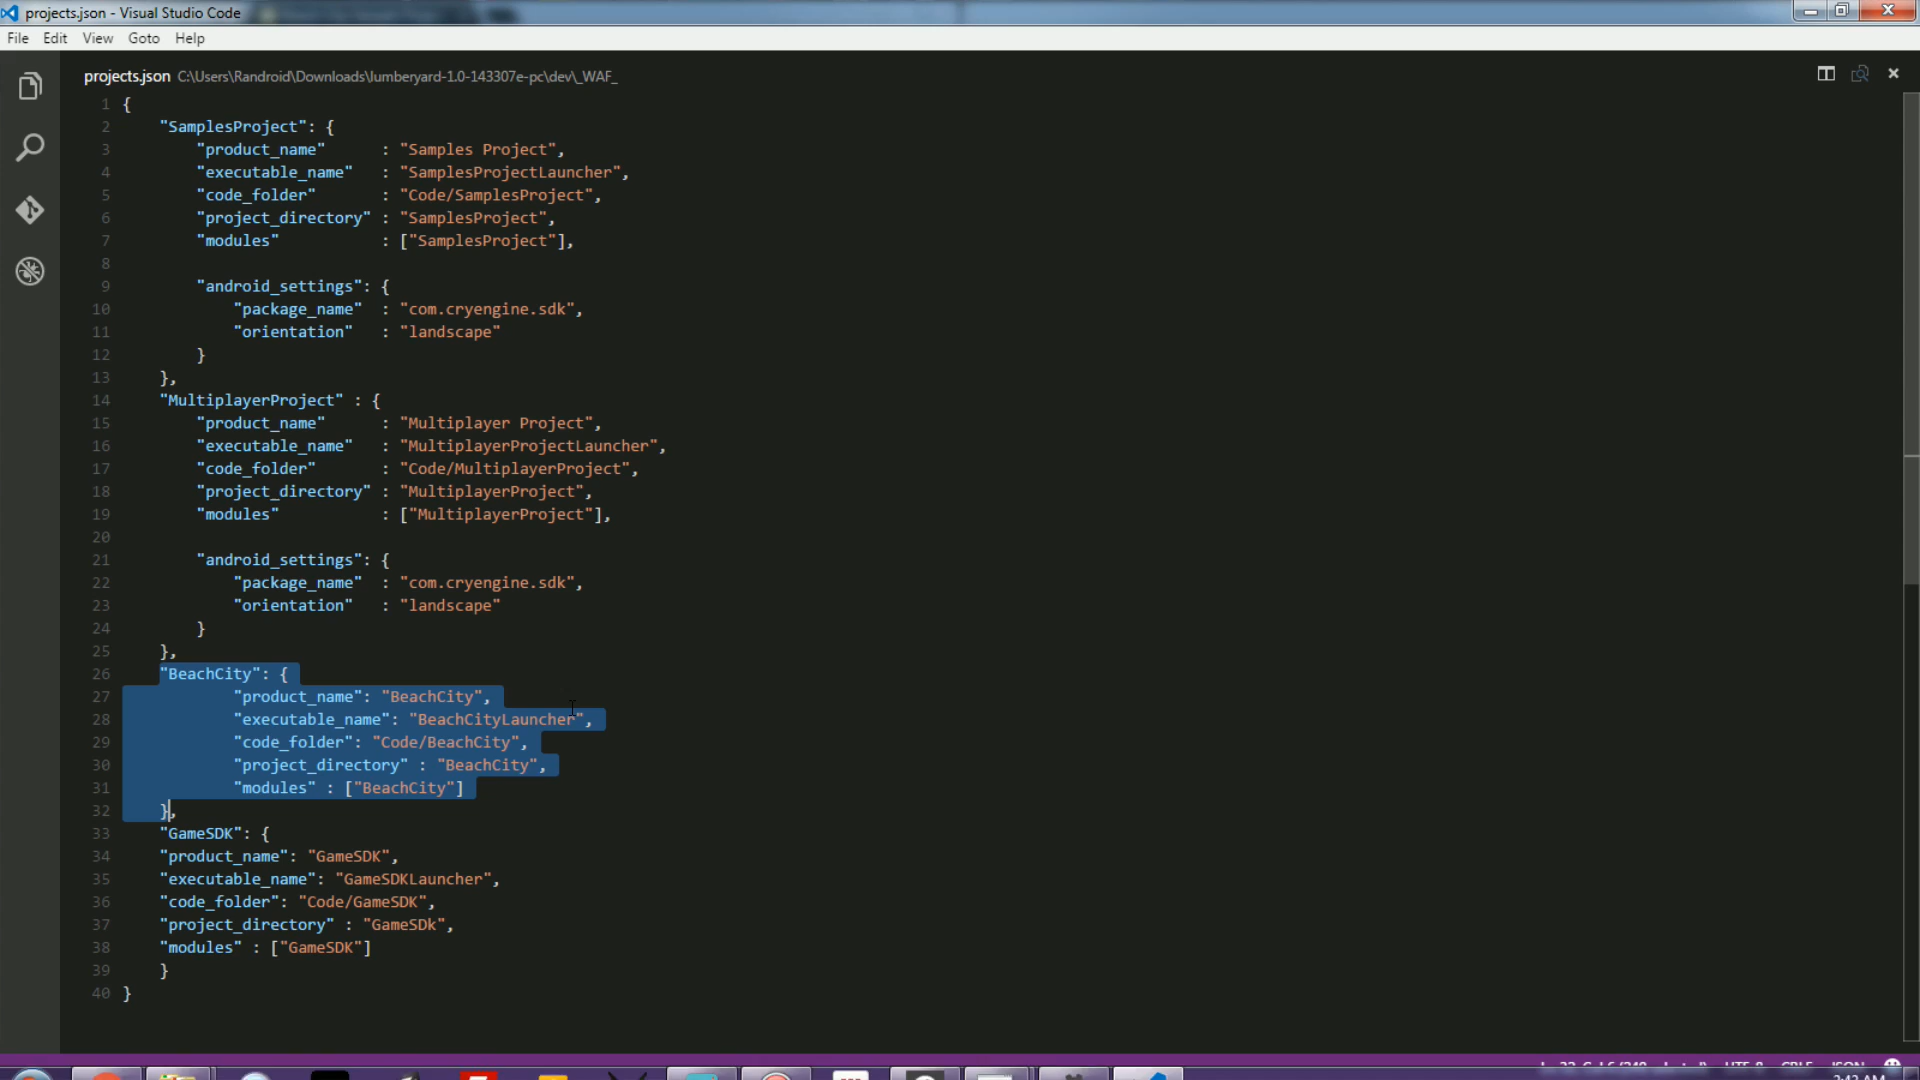 projects.json - Visual Studio Code
File Edit View Goto Help
projects.json C:\Users\Randroid\Downloads\lumberyard-1.0-143307e-pc\dev\_WAF_
1 {
2 "SamplesProject": {
3 "product_name" : "Samples Project",
4 "executable_name" : "SamplesProjectLauncher",
5 "code_folder" : "Code/SamplesProject",
6 "project_directory" : "SamplesProject",
7 "modules" : ["SamplesProject"],
8
9 "android_settings": {
10 "package_name" : "com.cryengine.sdk",
11 "orientation" : "landscape"
12 }
13 },
14 "MultiplayerProject" : {
15 "product_name" : "Multiplayer Project",
16 "executable_name" : "MultiplayerProjectLauncher",
17 "code_folder" : "Code/MultiplayerProject",
18 "project_directory" : "MultiplayerProject",
19 "modules" : ["MultiplayerProject"],
20
21 "android_settings": {
22 "package_name" : "com.cryengine.sdk",
23 "orientation" : "landscape"
24 }
25 },
26 "BeachCity": {
27 "product_name": "BeachCity",
28 "executable_name": "BeachCityLauncher",
29 "code_folder": "Code/BeachCity",
30 "project_directory" : "BeachCity",
31 "modules" : ["BeachCity"]
32 },
33 "GameSDK": {
34 "product_name": "GameSDK",
35 "executable_name": "GameSDKLauncher",
36 "code_folder": "Code/GameSDK",
37 "project_directory" : "GameSDk",
38 "modules" : ["GameSDK"]
39 }
40 }